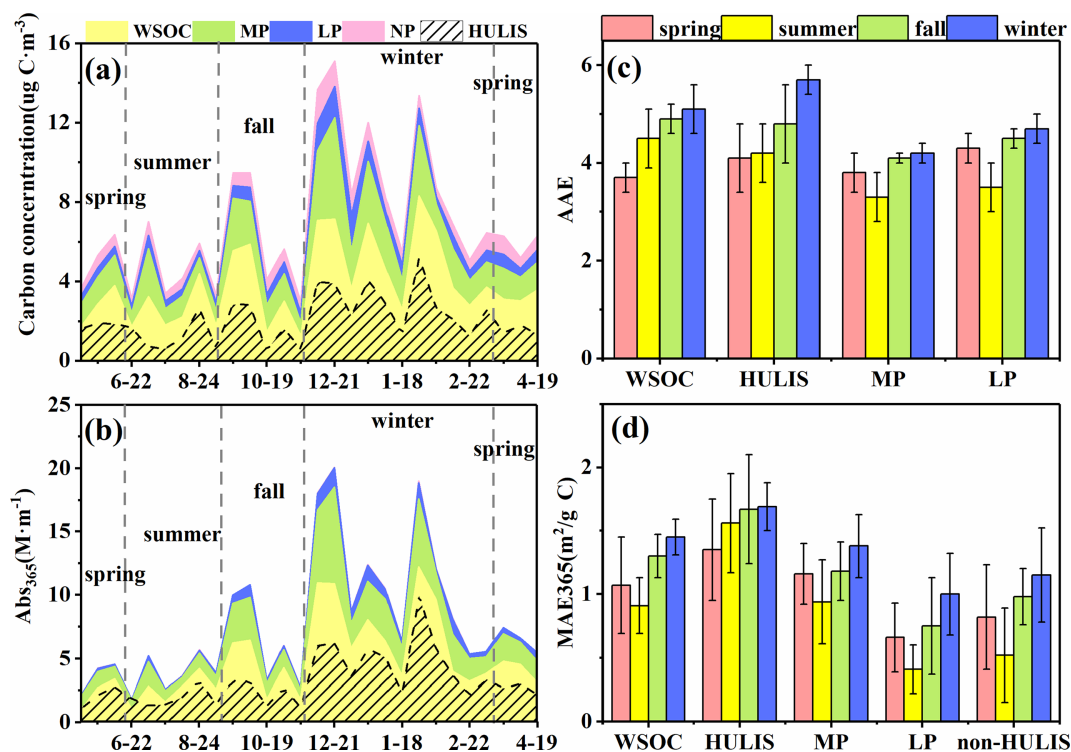 WSOC MP LP NP HULIS
(a)
winter
spring
summer
fall
spring
Carbon concerntration(ug C·m-3)
16
12
8
4
0
6-22 8-24 10-19 12-21 1-18 2-22 4-19
spring summer fall winter
(c)
AAE
6
4
2
0
WSOC HULIS MP LP
(b)
winter
spring
fall
summer
spring
Abs365(M·m-1)
25
20
15
10
5
0
6-22 8-24 10-19 12-21 1-18 2-22 4-19
(d)
MAE365(m2/g C)
2
1
0
WSOC HULIS MP LP non-HULIS